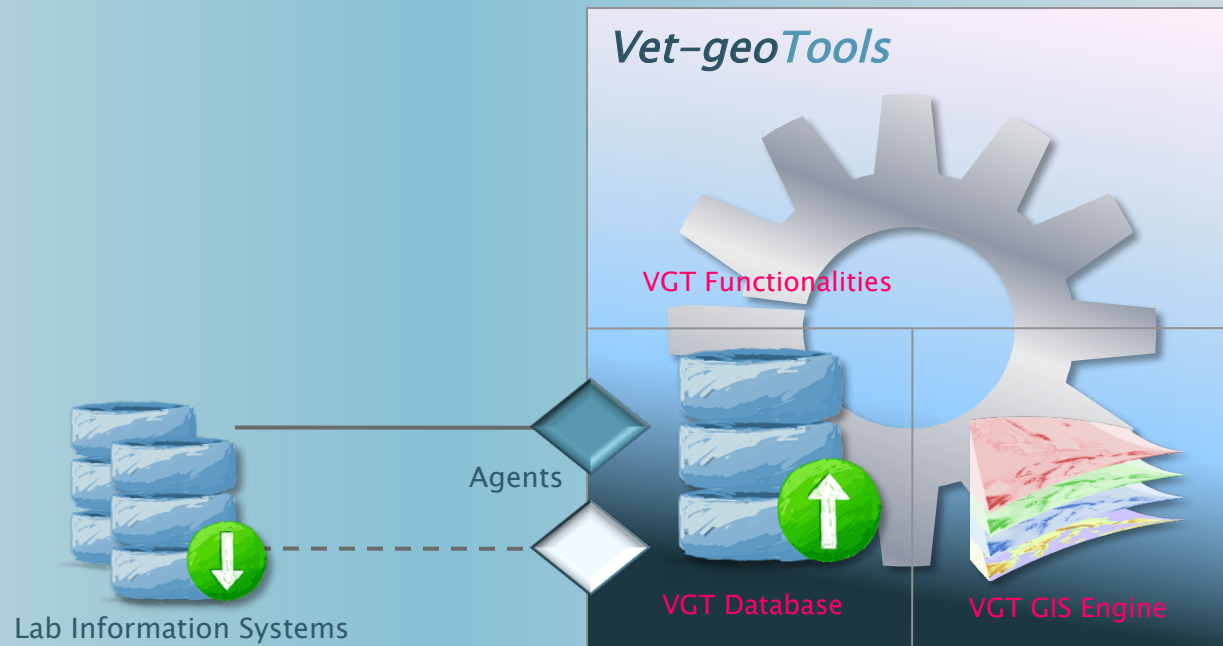 Vet-geoTools
VGT Functionalities
Agents
VGT Database
VGT GIS Engine
Lab Information Systems